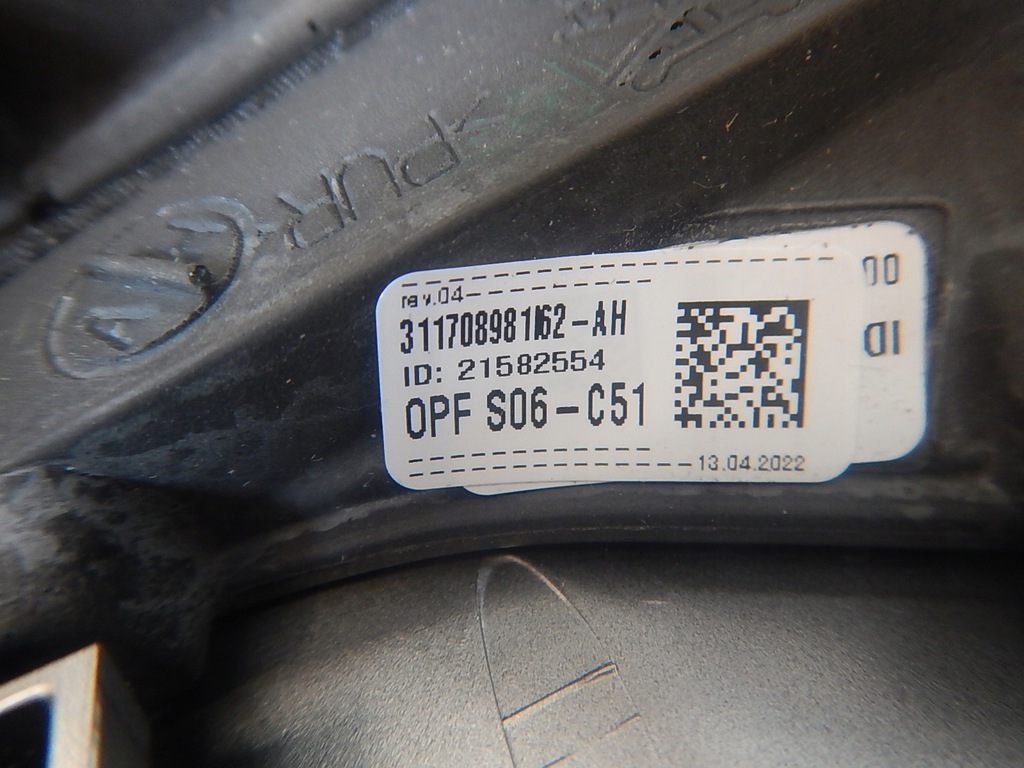 PUR
rev.04
311708981162-AH
ID: 21582554
OPF S06-C51
13.04.2022
00
ID